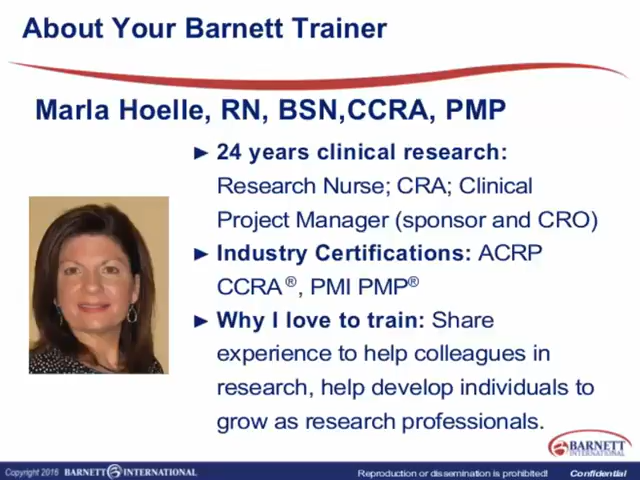 About Your Barnett Trainer
Marla Hoelle, RN, BSN,CCRA, PMP
► 24 years clinical research:
Research Nurse; CRA; Clinical
Project Manager (sponsor and CRO)
► Industry Certifications: ACRP
CCRA ®, PMI PMP®
► Why I love to train: Share
experience to help colleagues in
research, help develop individuals to
grow as research professionals.
BARNETT
INTERNATIONAL
Copyright 2016 BARNETT INTERNATIONAL Reproduction or dissemination is prohibited! Confidential